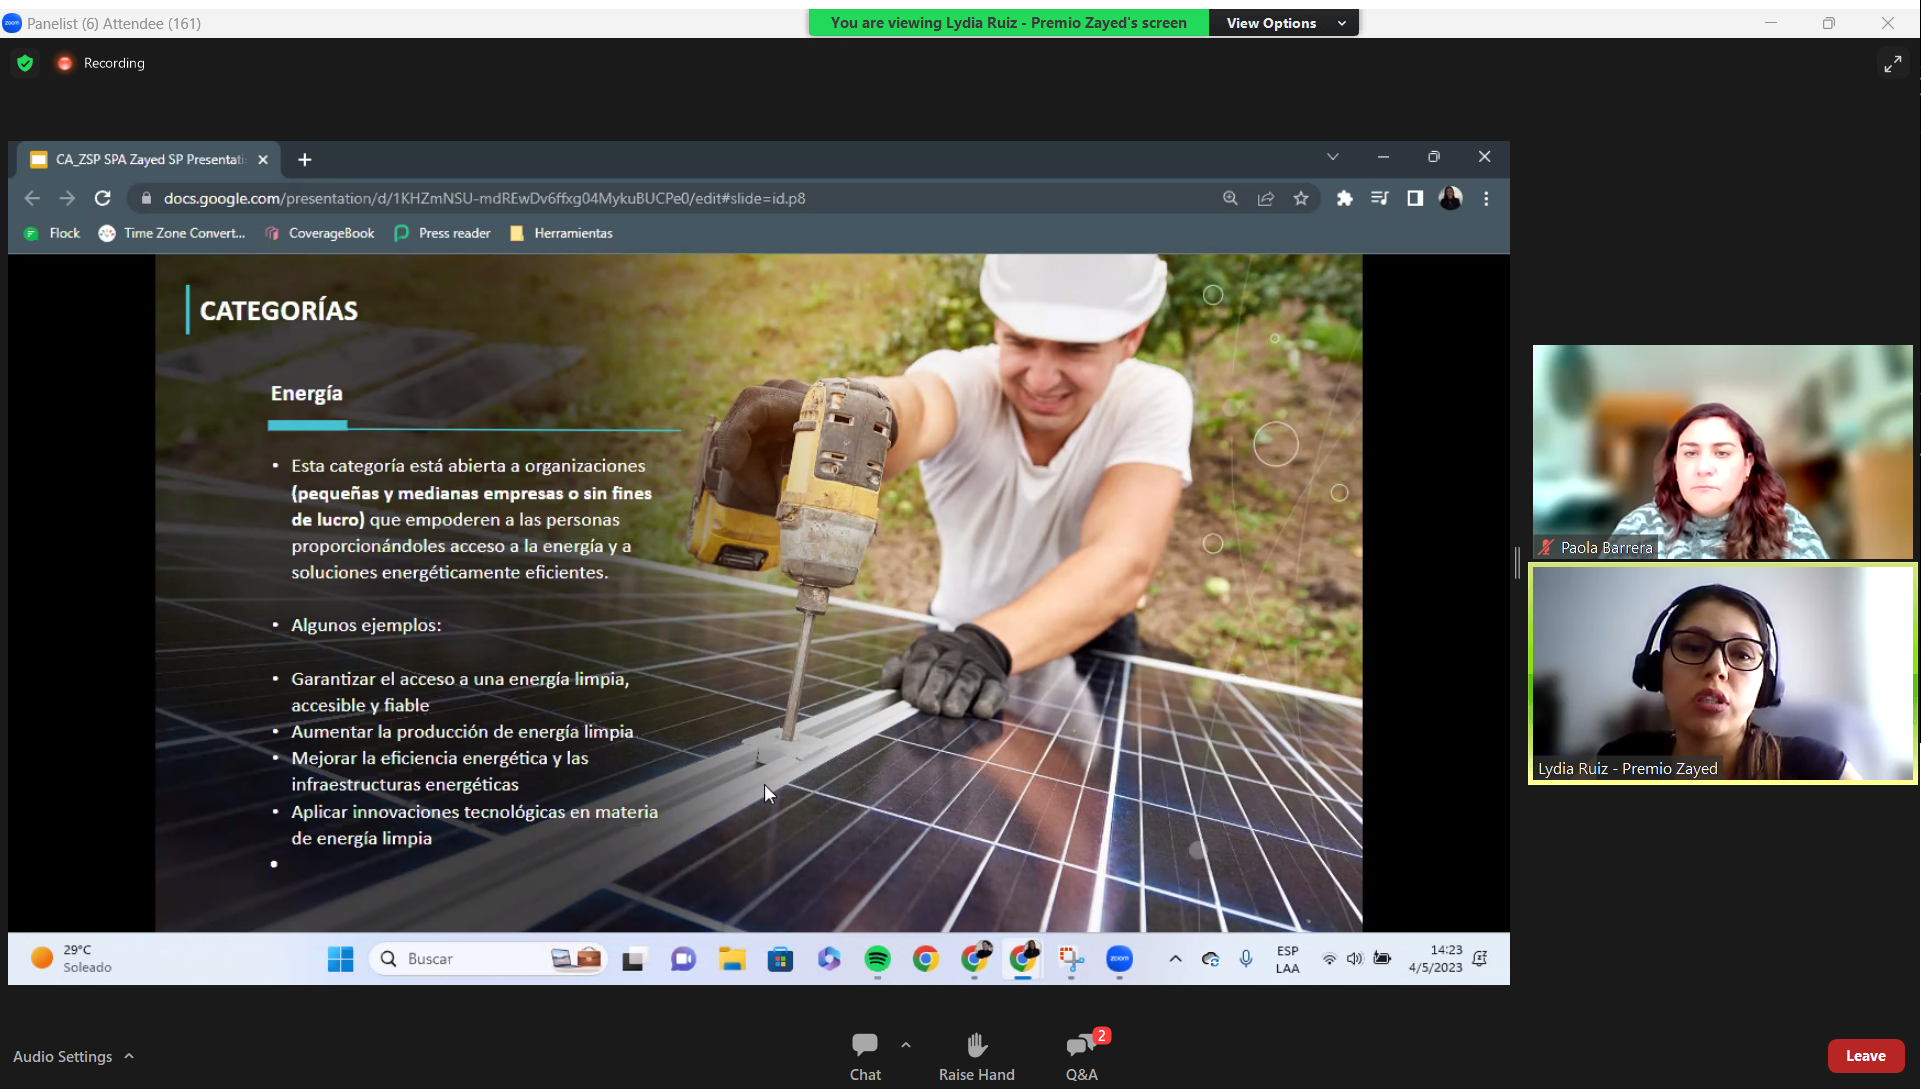 zoom Panelist (6) Attendee (161)
You are viewing Lydia Ruiz - Premio Zayed's screen
View Options
Recording
CA_ZSP SPA Zayed SP Presentati
docs.google.com/presentation/d/1KHZmNSU-mdREwDv6ffxg04MykuBUCPe0/edit#slide=id.p8
Flock Time Zone Convert... CoverageBook Press reader Herramientas
CATEGORÍAS
Energía
• Esta categoría está abierta a organizaciones
(pequeñas y medianas empresas o sin fines
de lucro) que empoderen a las personas
proporcionándoles acceso a la energía y a
soluciones energéticamente eficientes.
• Algunos ejemplos:
• Garantizar el acceso a una energía limpia,
accesible y fiable
• Aumentar la producción de energía limpia
• Mejorar la eficiencia energética y las
infraestructuras energéticas
• Aplicar innovaciones tecnológicas en materia
de energía limpia
•
Paola Barrera
Lydia Ruiz - Premio Zayed
29°C
Soleado
Buscar
zoom
ESP
LAA
14:23
4/5/2023
Audio Settings
Chat
Raise Hand
2
Q&A
Leave